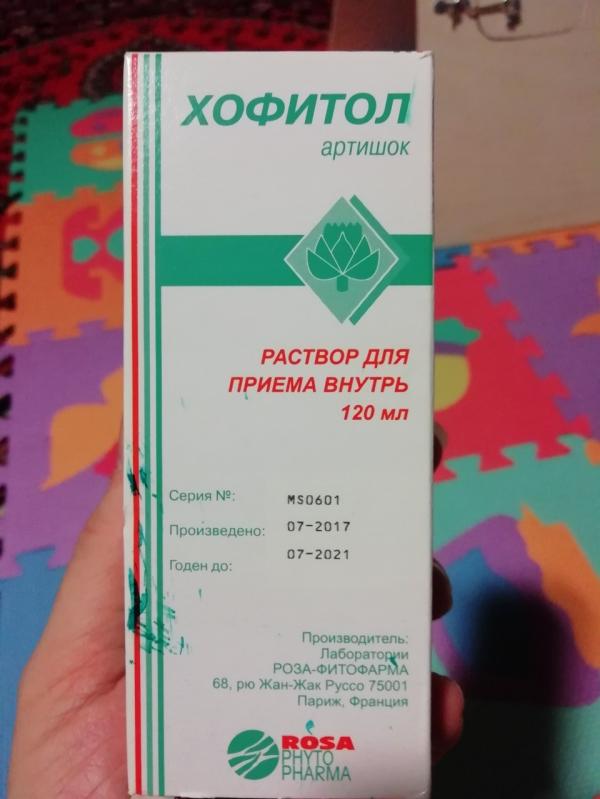 ХОФИТОЛ
артишок
РАСТВОР ДЛЯ
ПРИЕМА ВНУТРЬ
120 мл
Серия №: MS0601
Произведено: 07-2017
Годен до: 07-2021
Производитель:
Лаборатории
РОЗА-ФИТОФАРМА
68, рю Жан-Жак Руссо 75001
Париж, Франция
ROSA
PHYTO
PHARMA